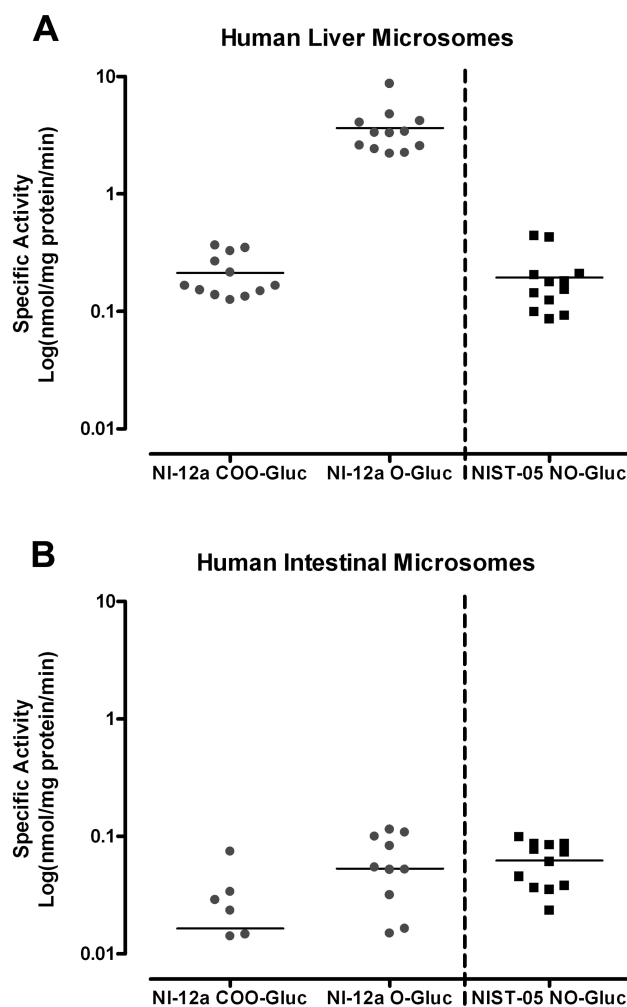 A
Human Liver Microsomes
Specific Activity
Log(nmol/mg protein/min)
10
1
0.1
0.01
NI-12a COO-Gluc NI-12a O-Gluc NIST-05 NO-Gluc
B
Human Intestinal Microsomes
Specific Activity
Log(nmol/mg protein/min)
10
1
0.1
0.01
NI-12a COO-Gluc NI-12a O-Gluc NIST-05 NO-Gluc